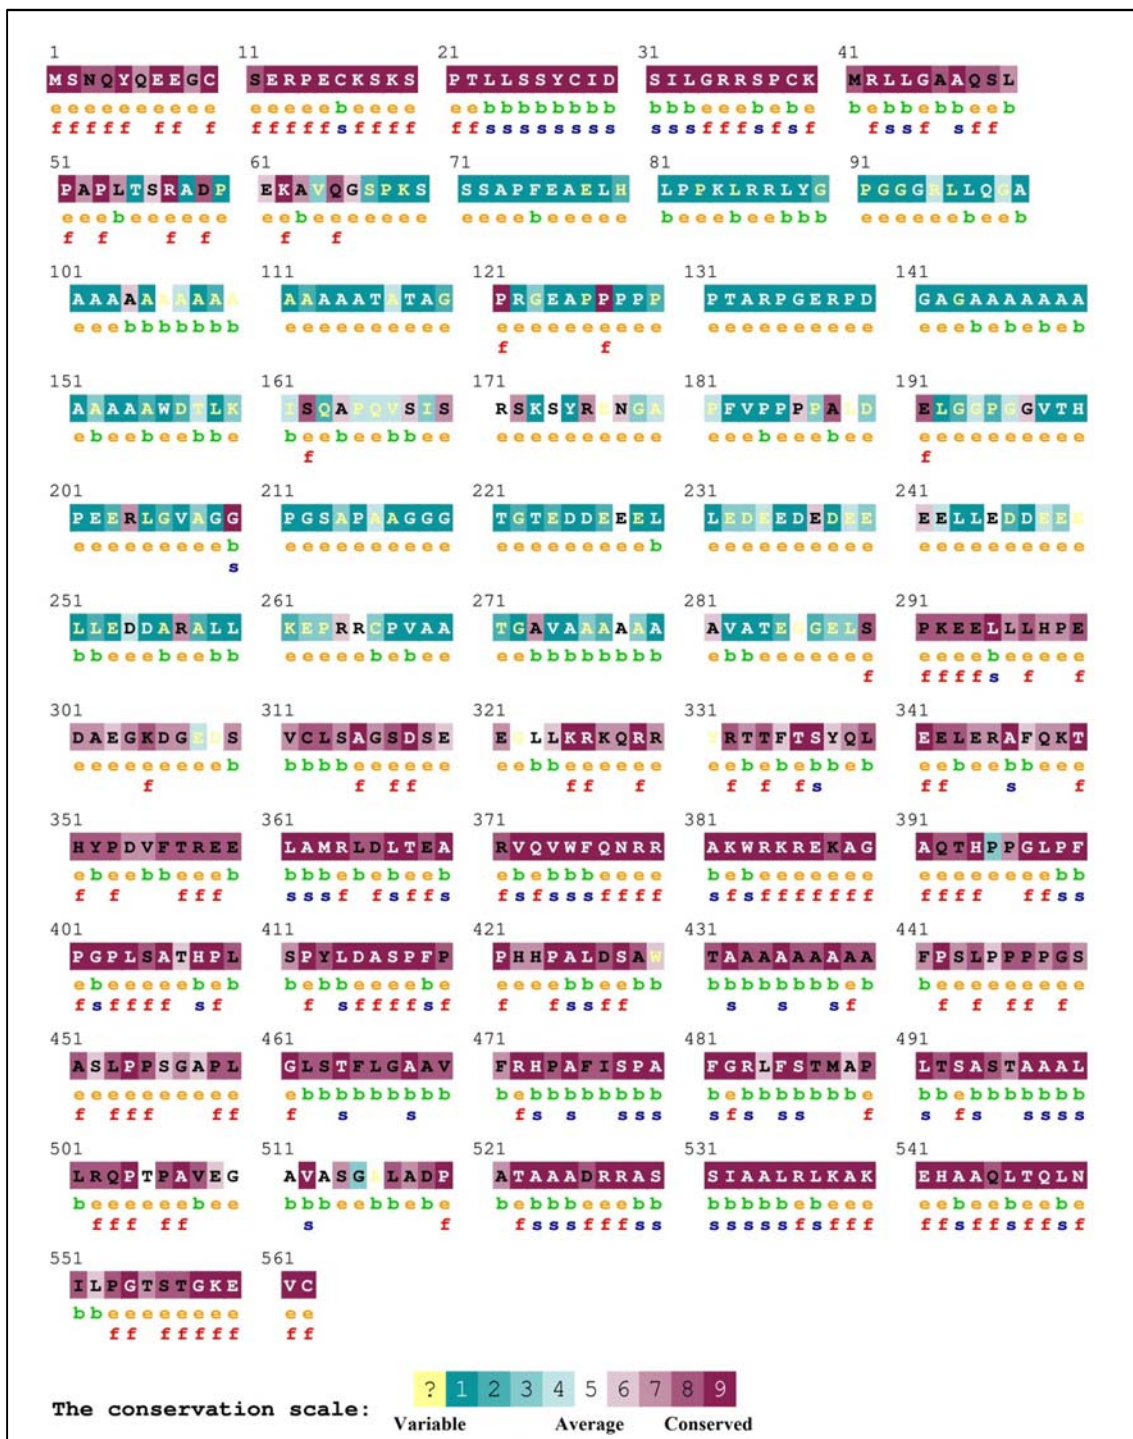 1 11 21 31 41
MSNQYQEEGC SERPECKSKS PTLLSSYCID SILGRRSPCK MRLLGAAQSL
eeeeeeeeee eeeeebeeee eebbbbbbbb bbbeeebebe bebbebbeeb
fffff ff f fffffsffff ffssssssss sssfffsfsf fssf sff
51 61 71 81 91
PAPLTSRADP EKAVQGSPKS SSAPFEAELH LPPKLRRLYG PGGGRLLQGA
eeebeeeeee eebeeeeeee eeeebeeeee beeebeebbb eeeeeebeeb
f f f f f f
101 111 121 131 141
AAAAAAAAAA AAAAATATAG PRGEAPPPPP PTARPGERPD GAGAAAAAAA
eeebbbbbbb eeeeeeeeee eeeeeeeeee eeeeeeeeee eeebebebeb
f f
151 161 171 181 191
AAAAAWDTLK ISQAPQVSIS RSKSYRENGA PFVPPPPALD ELGGPGGVTH
ebeebeebbe beebeebbee eeeeeeeeee eeebeeebee eeeeeeeeee
f f
201 211 221 231 241
PEERLGVAGG PGSAPAAGGG TGTEDDEEEL LEDEEDEDEE EELLEDDEEE
eeeeeeeeeb eeeeeeeeee eeeeeeeeeb eeeeeeeeee eeeeeeeeee
s
251 261 271 281 291
LLEDDARALL KEPRRCPVAA TGAVAAAAAA AVATEGGELS PKEELLLHPE
bbeeebeebb eeeeebebee eebbbbbbbb ebbeeeeeee eeeebeeeee
f ffffs f f
301 311 321 331 341
DAEGKDGEDS VCLSAGSDSE EGLLKRKQRR YRTTFTSYQL EELERAFQKT
eeeeeeeeeb bbbbeeeeee eebbeeeeee eebebebbeb eebeebbeee
f f ff ff f f f fs ff s f
351 361 371 381 391
HYPDVFTREE LAMRLDLTEA RVQVWFQNRR AKWRKREKAG AQTHPPGLPF
ebeebbeeeb bbbebebeeb ebebbbeeee bebeeeeeee eeeeeeeebb
f f fff sssf fsffs fsfsssffff sfsfffffff ffff ffss
401 411 421 431 441
PGPLSATHPL SPYLDASPFP PHHPALDSAW TAAAAAAAAA FPSLPPPPGS
ebeeeeebeb bebbeeeebe eeeebbeebb bbbbbbbbeb beeeeeeeee
fsffff sf f sffffsf f fssff s s sf f f ff f
451 461 471 481 491
ASLPPSGAPL GLSTFLGAAV FRHPAFISPA FGRLFSTMAP LTSASTAAAL
eeeeeeeeee ebbbbbbbbb bbbbbbbbbb bebbbbbbbe bbebbbbbbb
f fff ff f s s fs s sss sfs ss f s fs ssss
501 511 521 531 541
LRQPTPAVEG AVASGALADP ATAAADRRAS SIAALRLKAK EHAAQLTQLN
beeeeeebee bbbeebbebe ebbbbeeebb bbbbbebeee eebeebeebe
fff ff s f fsssfffss sssssfsfff ffsffsffsf
551 561
ILPGTSTGKE VC
bbeeeeeeee ee
ff fffff ff
The conservation scale:
? 1 2 3 4 5 6 7 8 9
Variable Average Conserved